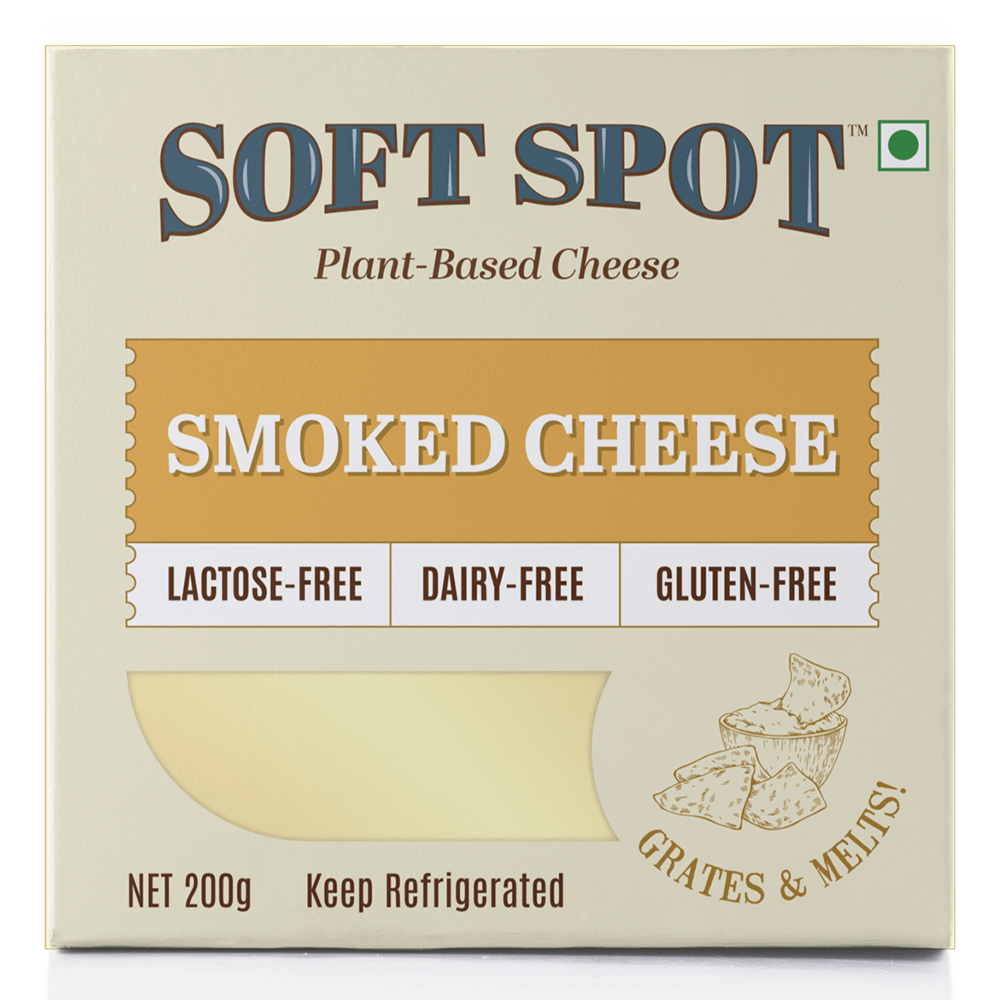 SOFT SPOT™
Plant-Based Cheese
SMOKED CHEESE
LACTOSE-FREE DAIRY-FREE GLUTEN-FREE
GRATES & MELTS!
NET 200g Keep Refrigerated